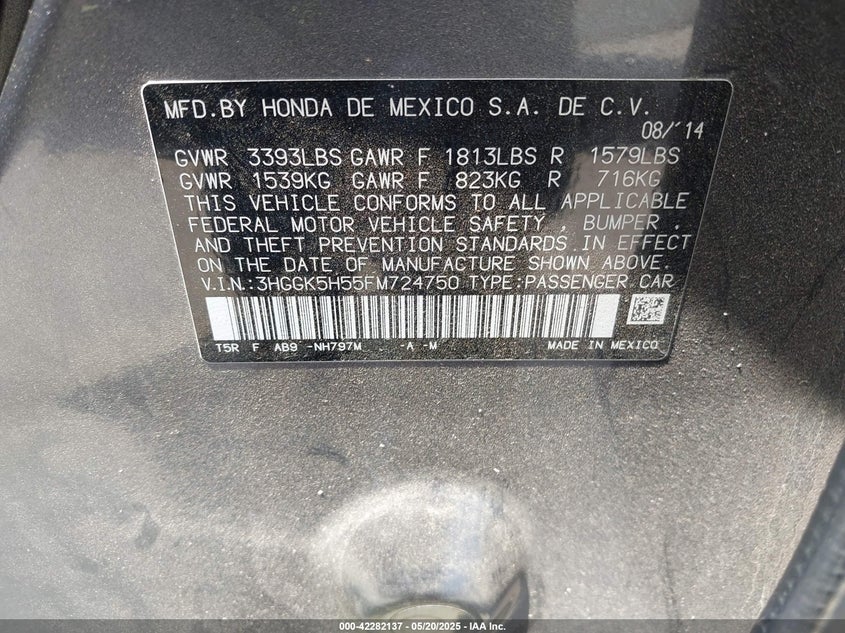 MFD.BY HONDA DE MEXICO S.A. DE C.V.
08/'14
GVWR 3393LBS GAWR F 1813LBS R 1579LBS
GVWR 1539KG GAWR F 823KG R 716KG
THIS VEHICLE CONFORMS TO ALL APPLICABLE
FEDERAL MOTOR VEHICLE SAFETY , BUMPER ,
AND THEFT PREVENTION STANDARDS IN EFFECT
ON THE DATE OF MANUFACTURE SHOWN ABOVE.
V.I.N.:3HGGK5H55FM724750 TYPE:PASSENGER CAR
T5R F AB9 -NH797M -A -M MADE IN MEXICO
000-42282137 - 05/20/2025 - IAA Inc.